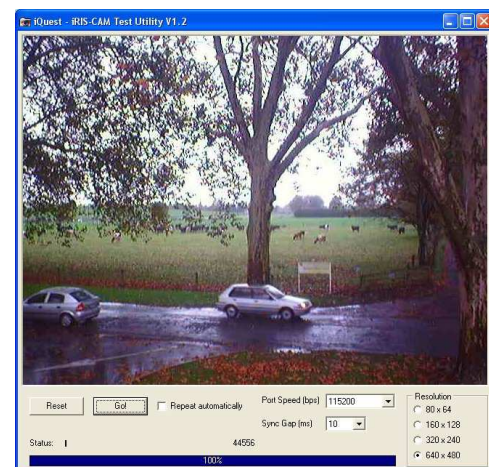 iQuest - iRIS-CAM Test Utility V1.2
Reset
Go!
Repeat automatically
Port Speed (bps)
115200
Sync Gap (ms)
10
Resolution
80 x 64
160 x 128
320 x 240
640 x 480
Status:
44556
100%